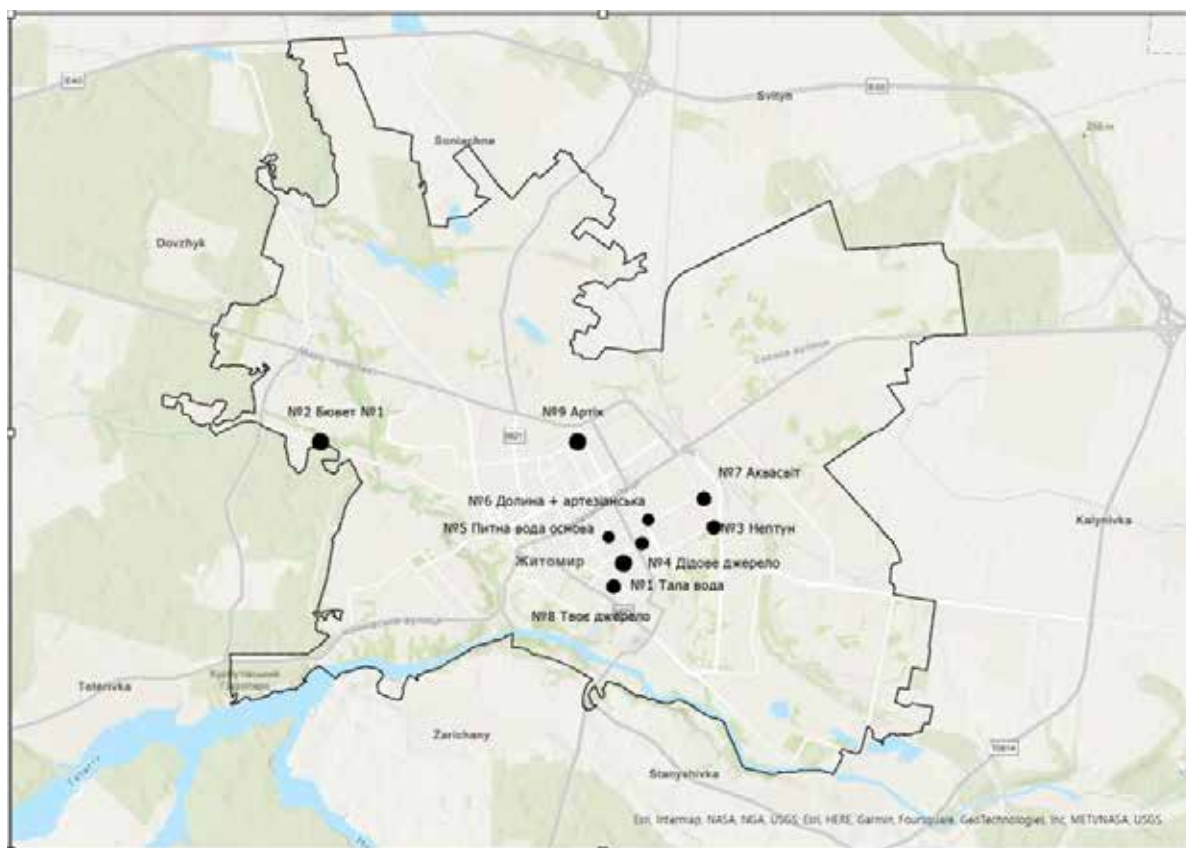 Svityn
Soniachne
Dovzhyk
№2 Бювет №1
№9 Артік
№7 Аквасвіт
№6 Долина + артезіанська
№5 Питна вода основа
№3 Нептун
Kalynivka
Житомир
№4 Дідове джерело
№1 Тала вода
№8 Твоє джерело
Teterivka
Zarichany
Stanyshivka
Esri, Intermap, NASA, NGA, USGS; Esri, HERE, Garmin, Foursquare, GeoTechnologies, Inc, METI/NASA, USGS